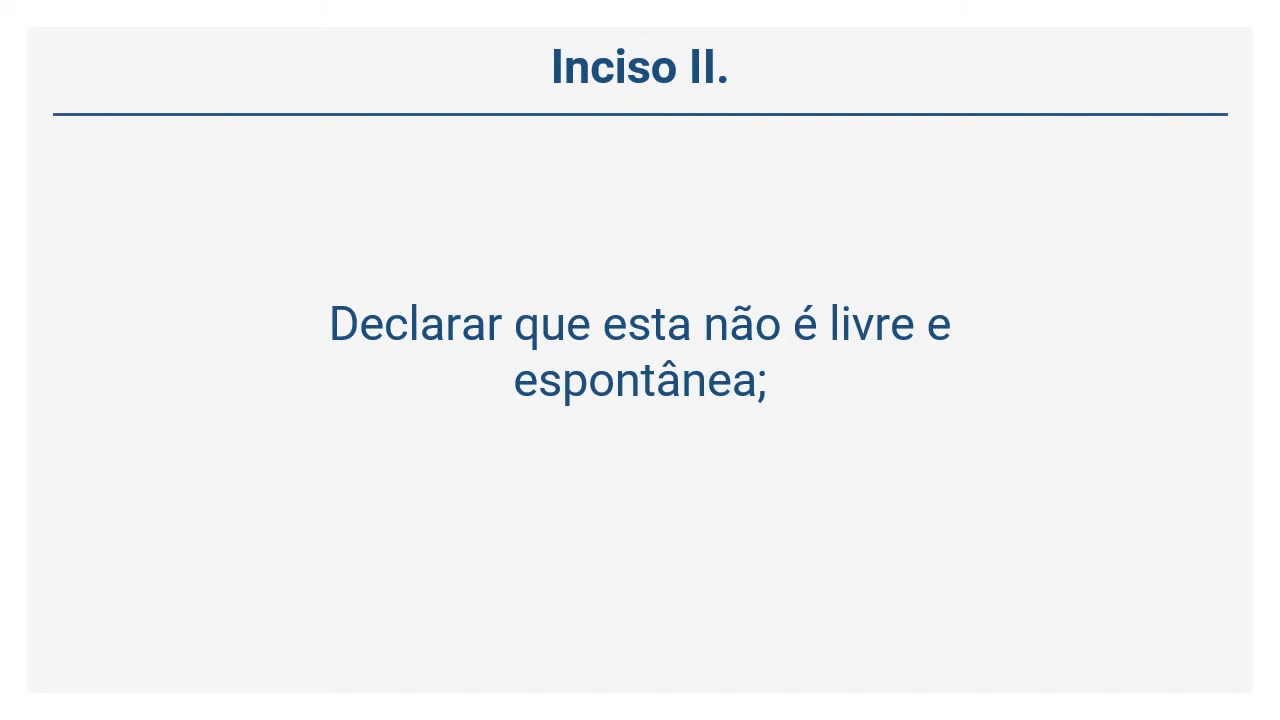 Inciso II.
Declarar que esta não é livre e
espontânea;